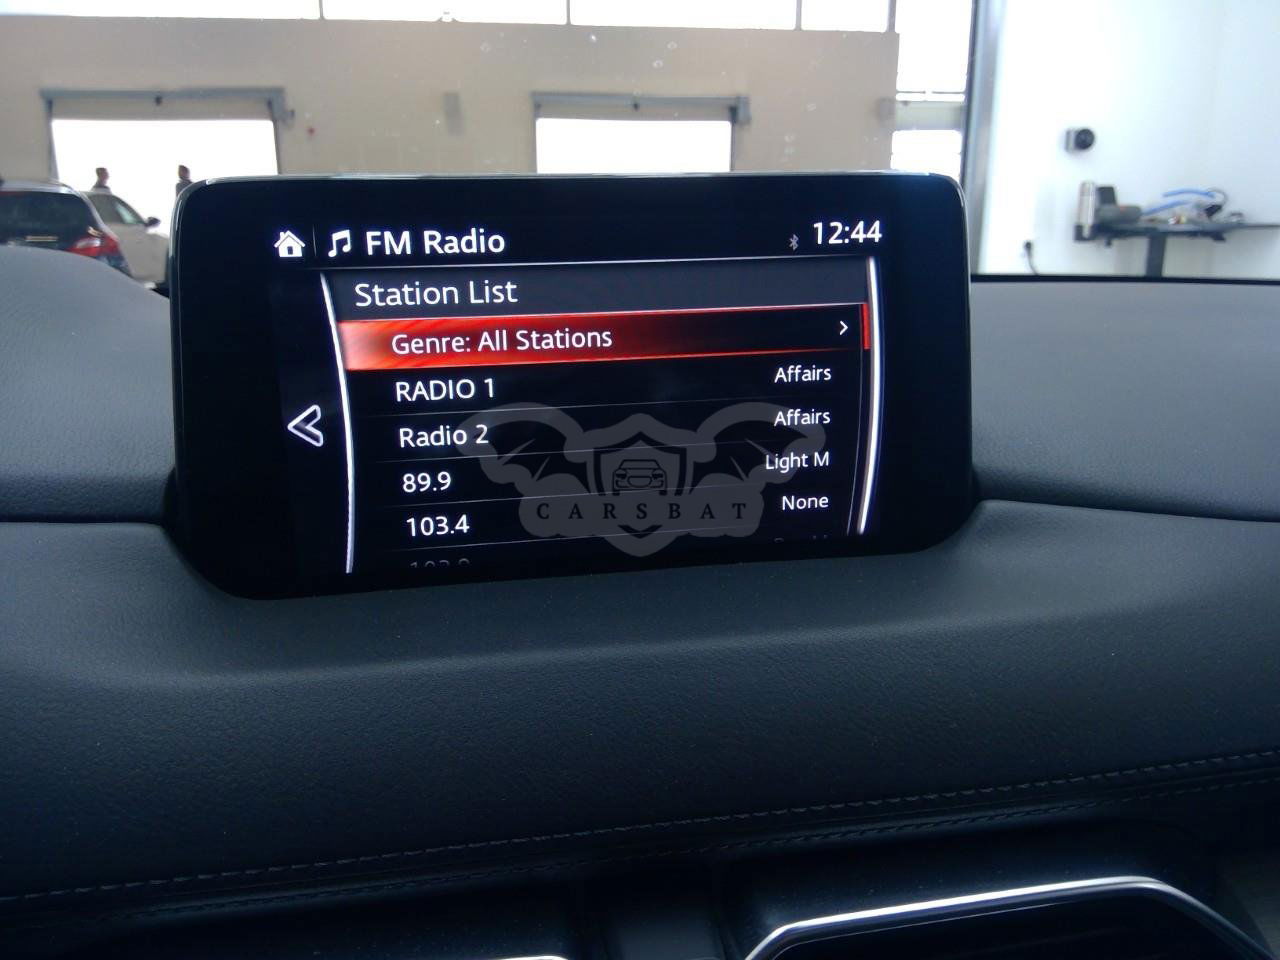 FM Radio 12:44
Station List
Genre: All Stations
RADIO 1 Affairs
Radio 2 Affairs
89.9 Light M
103.4 None
CARSBAT